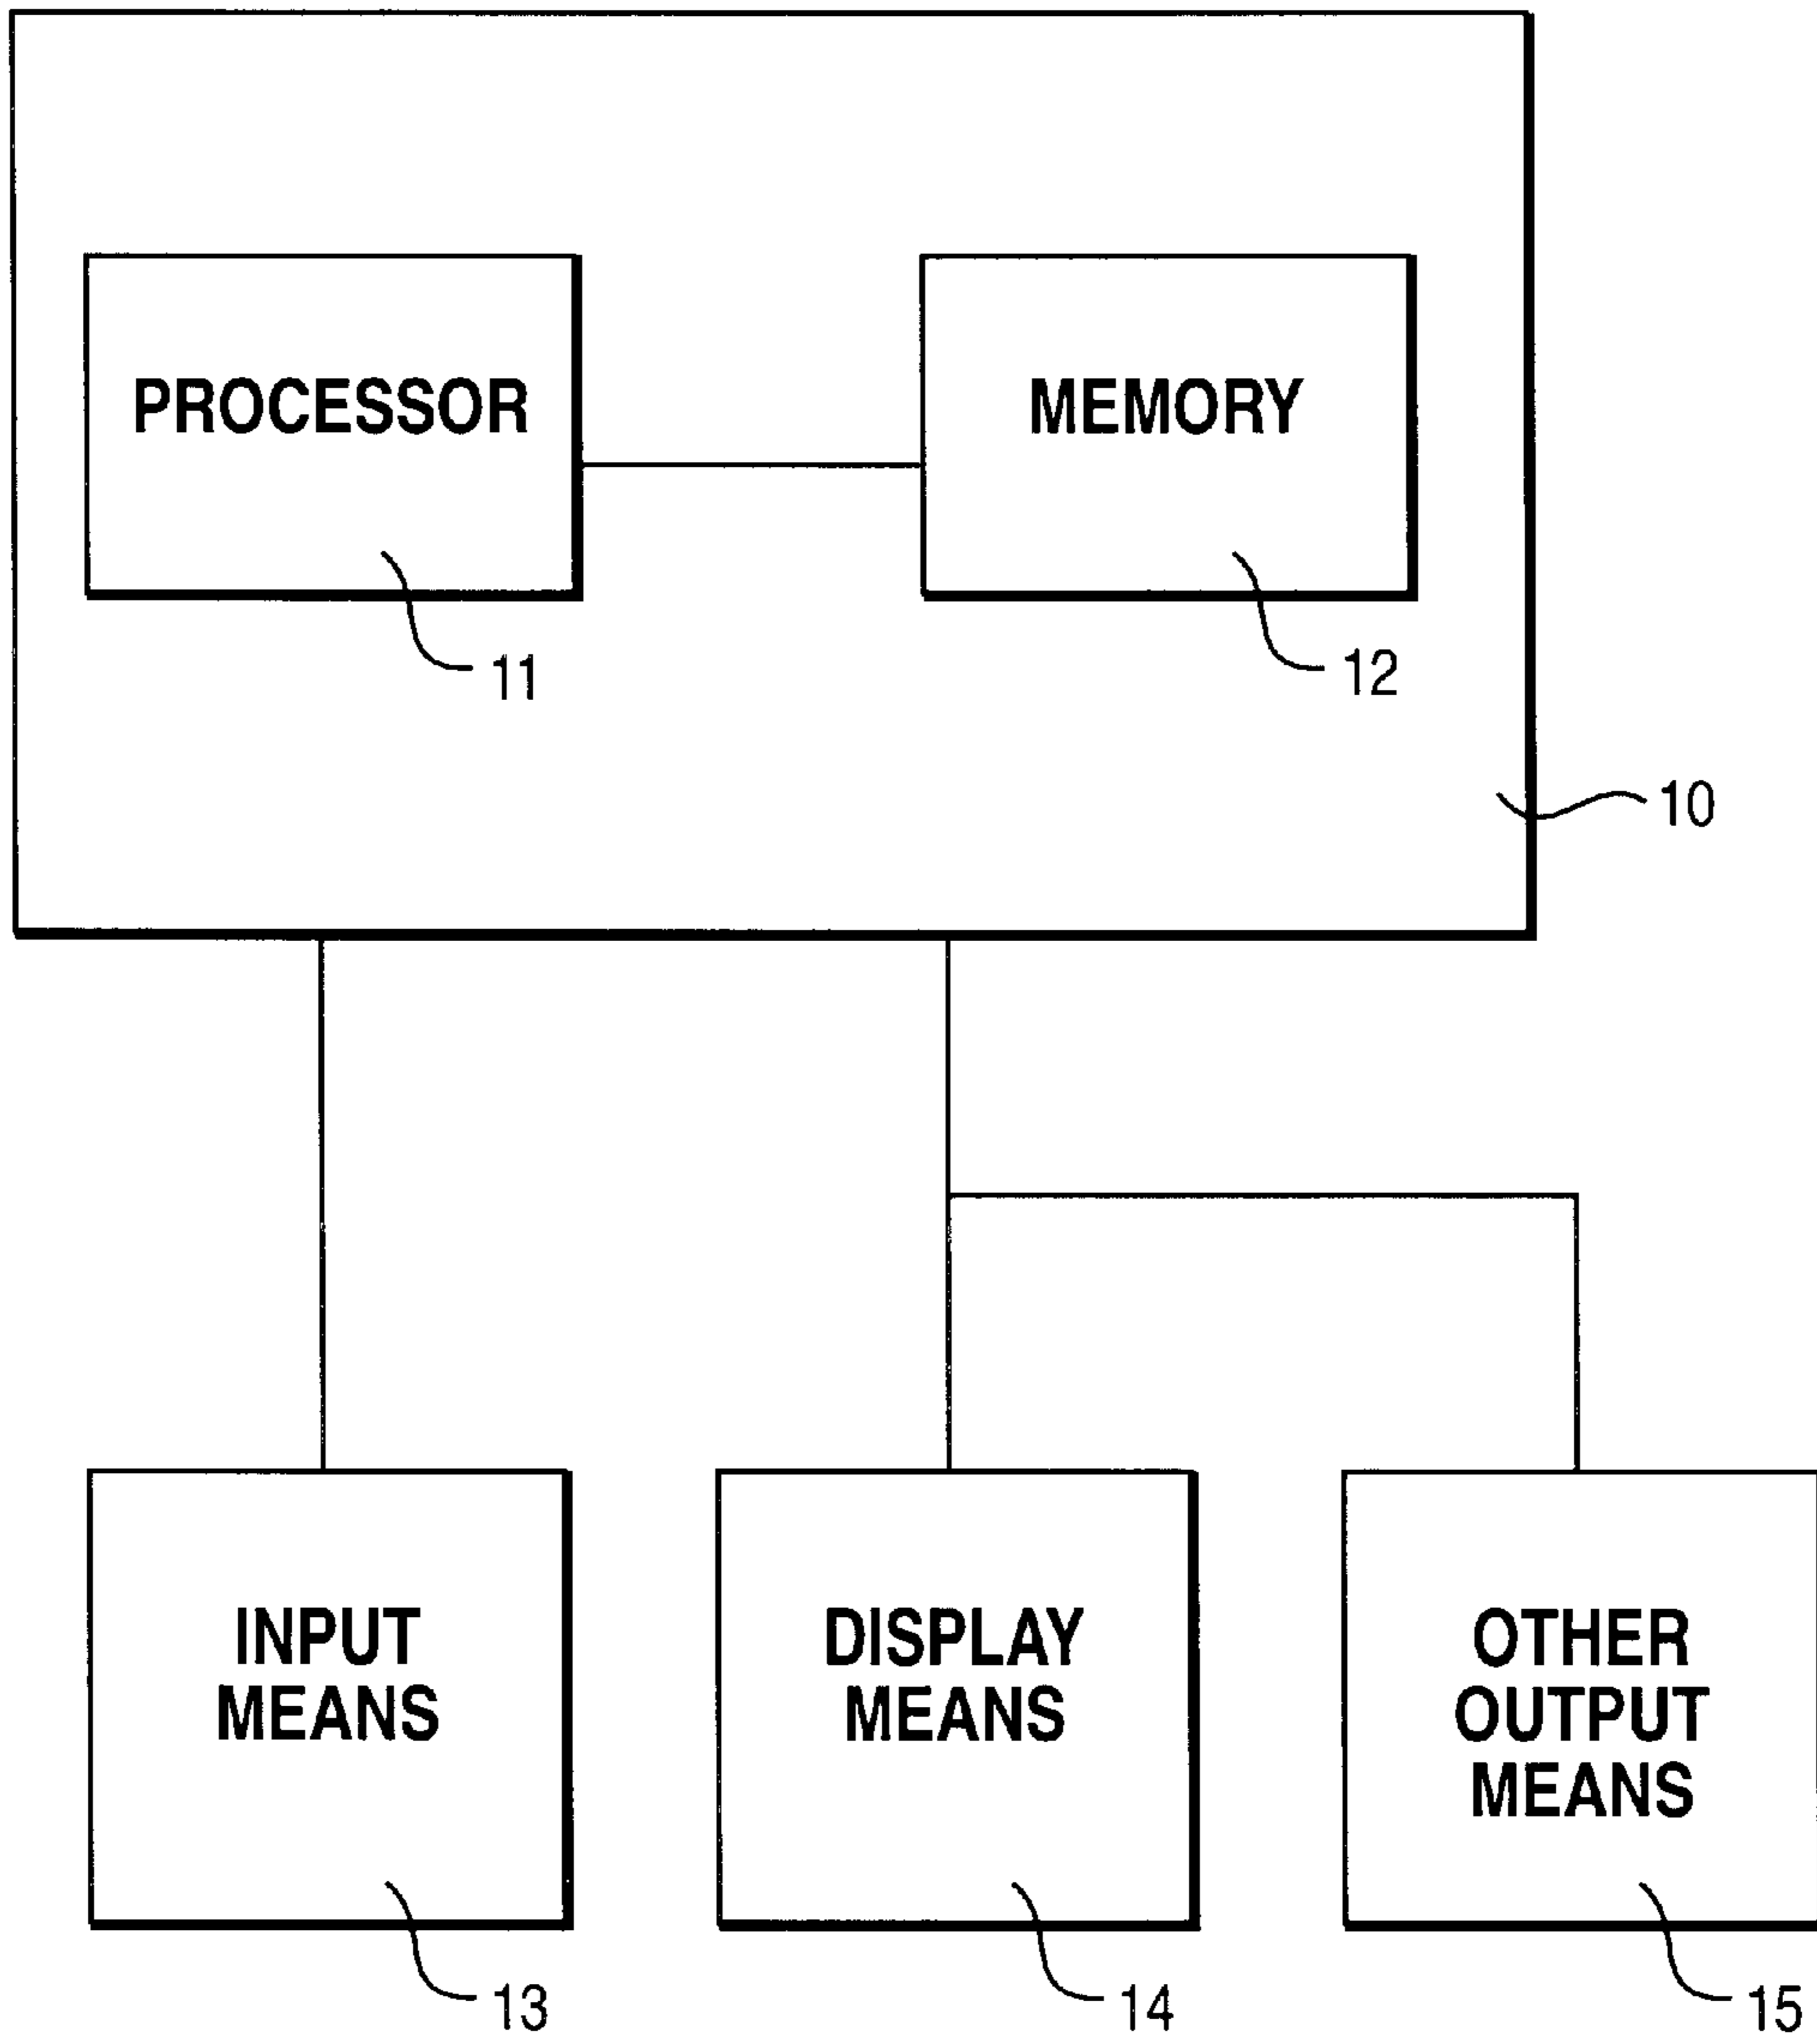 PROCESSOR
MEMORY
11
12
10
INPUT
MEANS
DISPLAY
MEANS
OTHER
OUTPUT
MEANS
13
14
15